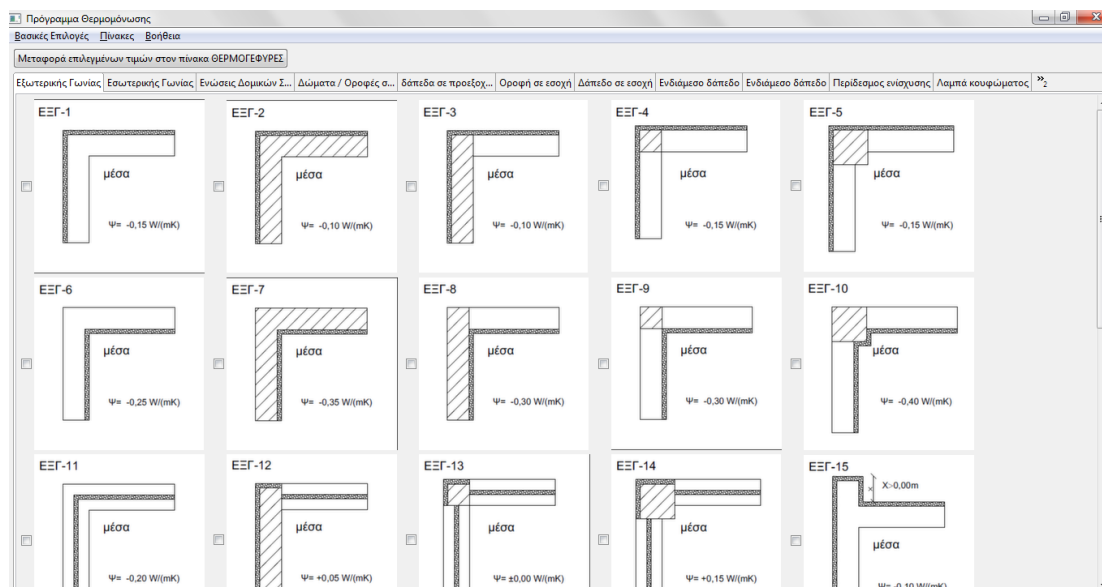 Πρόγραμμα Θερμομόνωσης
Βασικές Επιλογές Πίνακες Βοήθεια
Μεταφορά επιλεγμένων τιμών στον πίνακα ΘΕΡΜΟΓΕΦΥΡΕΣ
Εξωτερικής Γωνίας Εσωτερικής Γωνίας Ενώσεις Δομικών Σ... Δώματα / Οροφές σ... δάπεδα σε προεξοχ... Οροφή σε εσοχή Δάπεδο σε εσοχή Ενδιάμεσο δάπεδο Ενδιάμεσο δάπεδο Περίδεσμος ενίσχυσης Λαμπά κουφώματος »2
ΕΞΓ-1 ΕΞΓ-2 ΕΞΓ-3 ΕΞΓ-4 ΕΞΓ-5
μέσα μέσα μέσα μέσα μέσα
Ψ= -0,15 W/(mK) Ψ= -0,10 W/(mK) Ψ= -0,10 W/(mK) Ψ= -0,15 W/(mK) Ψ= -0,15 W/(mK)
ΕΞΓ-6 ΕΞΓ-7 ΕΞΓ-8 ΕΞΓ-9 ΕΞΓ-10
μέσα μέσα μέσα μέσα μέσα
Ψ= -0,25 W/(mK) Ψ= -0,35 W/(mK) Ψ= -0,30 W/(mK) Ψ= -0,30 W/(mK) Ψ= -0,40 W/(mK)
ΕΞΓ-11 ΕΞΓ-12 ΕΞΓ-13 ΕΞΓ-14 ΕΞΓ-15
x X>0,00m
μέσα μέσα μέσα μέσα μέσα
Ψ= -0,20 W/(mK) Ψ= +0,05 W/(mK) Ψ= ±0,00 W/(mK) Ψ= +0,15 W/(mK) Ψ= -0,10 W/(mK)